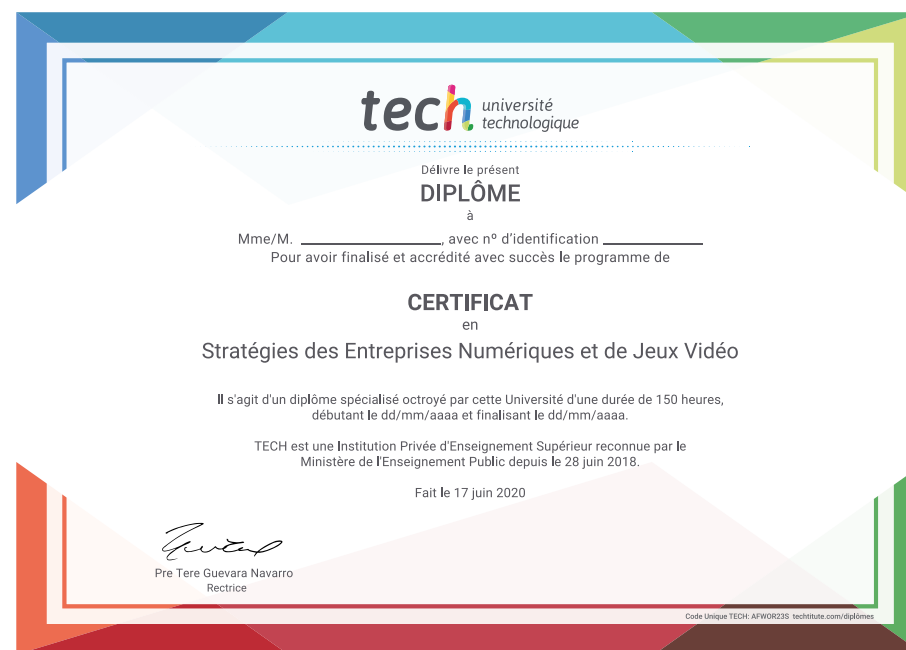 tech université
technologique
Délivre le présent
DIPLÔME
à
Mme/M. ____________________, avec nº d'identification ______________
Pour avoir finalisé et accrédité avec succès le programme de
CERTIFICAT
en
Stratégies des Entreprises Numériques et de Jeux Vidéo
Il s'agit d'un diplôme spécialisé octroyé par cette Université d'une durée de 150 heures,
débutant le dd/mm/aaaa et finalisant le dd/mm/aaaa.
TECH est une Institution Privée d'Enseignement Supérieur reconnue par le
Ministère de l'Enseignement Public depuis le 28 juin 2018.
Fait le 17 juin 2020
Pre Tere Guevara Navarro
Rectrice
Code Unique TECH: AFWOR23S techtitute.com/diplômes